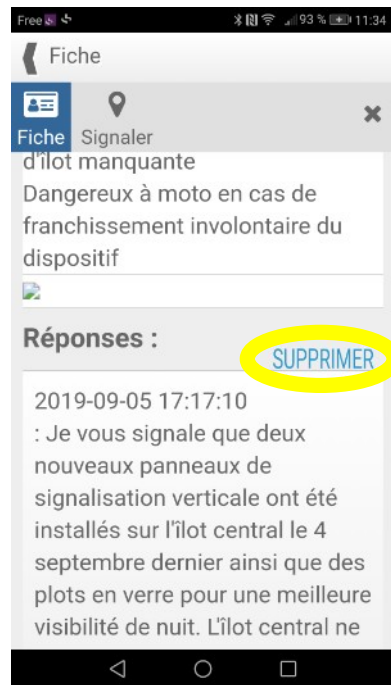 Free 93 % 11:34
Fiche
Fiche Signaler
d'îlot manquante
Dangereux à moto en cas de
franchissement involontaire du
dispositif
Réponses :
SUPPRIMER
2019-09-05 17:17:10
: Je vous signale que deux
nouveaux panneaux de
signalisation verticale ont été
installés sur l'îlot central le 4
septembre dernier ainsi que des
plots en verre pour une meilleure
visibilité de nuit. L'îlot central ne